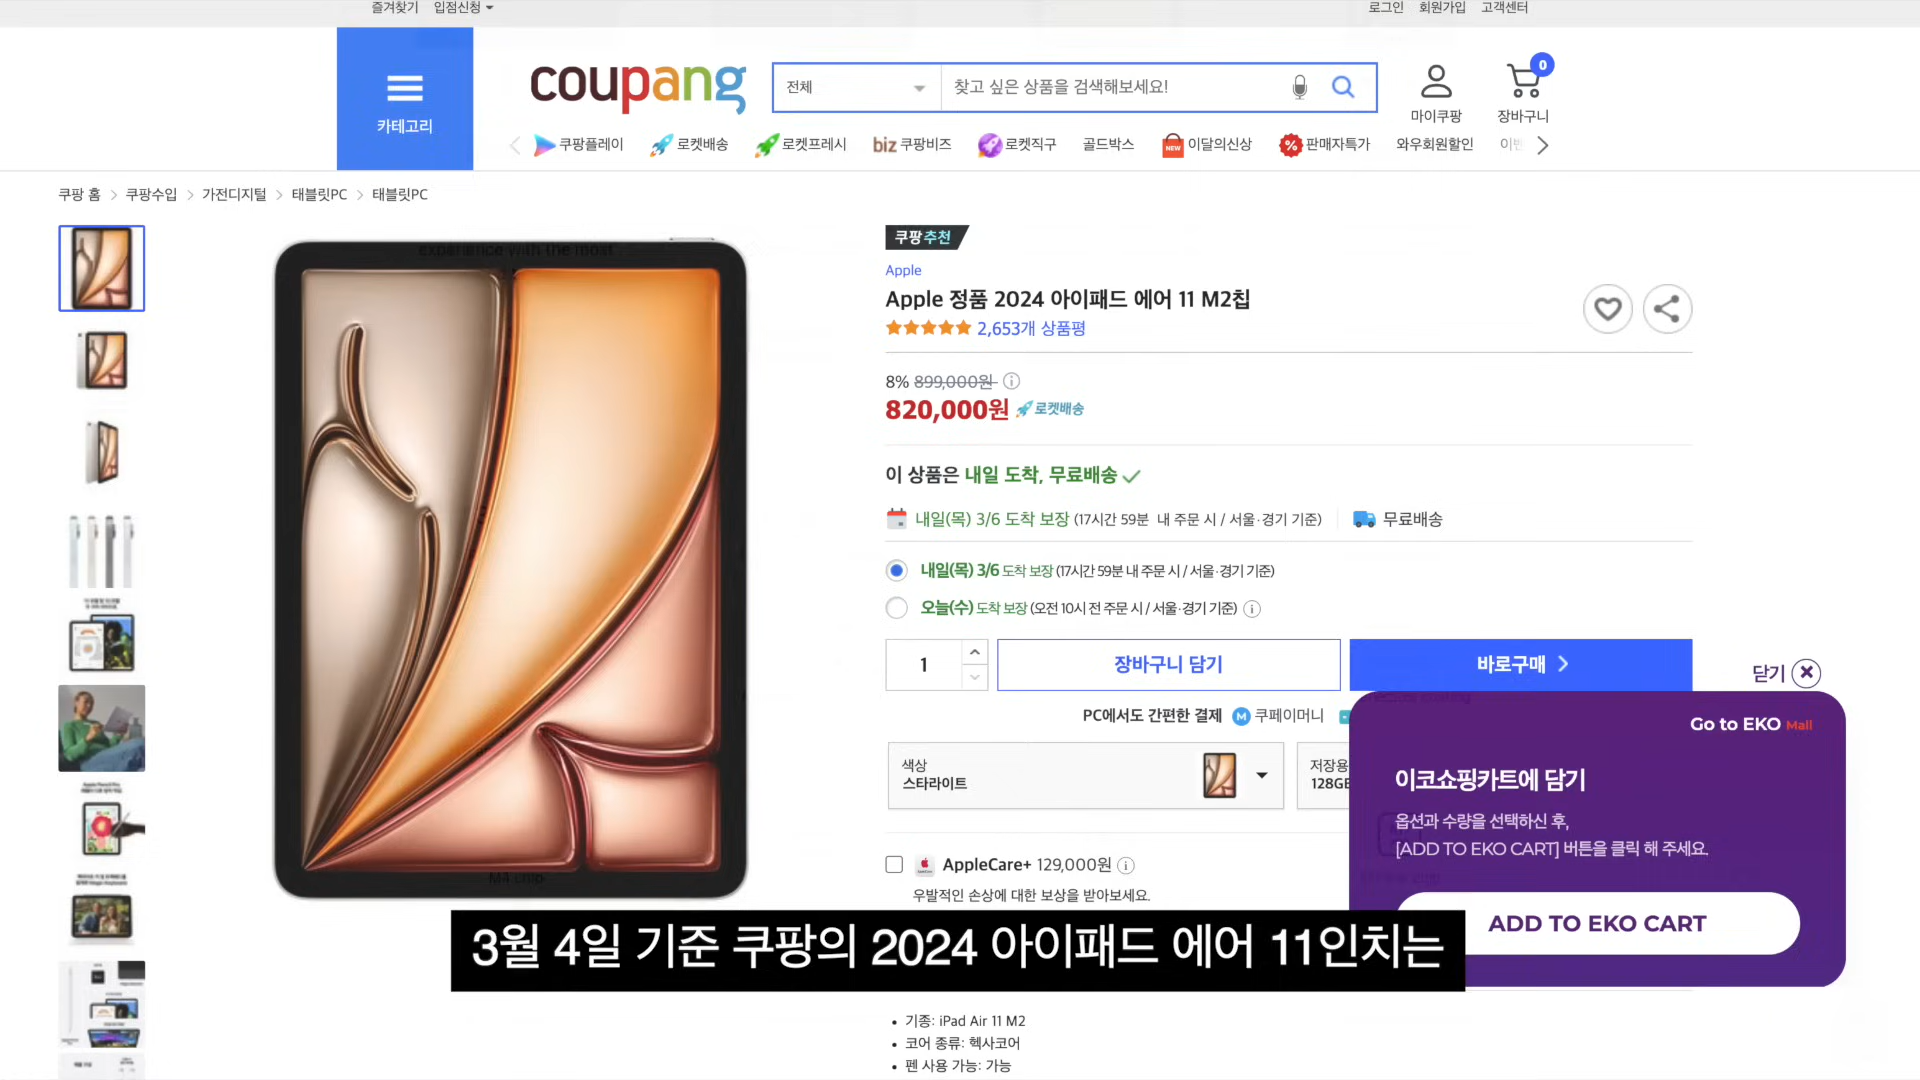 즐겨찾기 입점신청
로그인 회원가입 고객센터
카테고리
coupang
전체
찾고 싶은 상품을 검색해보세요!
마이쿠팡
0
장바구니
쿠팡플레이 로켓배송 로켓프레시 biz 쿠팡비즈 로켓직구 골드박스 NEW 이달의신상 % 판매자특가 와우회원할인
쿠팡 홈 > 쿠팡수입 > 가전디지털 > 태블릿PC > 태블릿PC
experience with the most
M4 chip
쿠팡추천
Apple
Apple 정품 2024 아이패드 에어 11 M2칩
2,653개 상품평
8% 899,000원
820,000원 로켓배송
이 상품은 내일 도착, 무료배송
내일(목) 3/6 도착 보장 (17시간 59분 내 주문 시 / 서울·경기 기준) 무료배송
내일(목) 3/6 도착 보장 (17시간 59분 내 주문 시 / 서울·경기 기준)
오늘(수) 도착 보장 (오전 10시 전 주문 시 / 서울·경기 기준)
1
장바구니 담기
바로구매
PC에서도 간편한 결제 쿠페이머니
색상
스타라이트
저장용
128GB
AppleCare+ 129,000원
우발적인 손상에 대한 보상을 받아보세요.
닫기
Go to EKO Mall
이코쇼핑카트에 담기
옵션과 수량을 선택하신 후,
[ADD TO EKO CART] 버튼을 클릭 해 주세요.
ADD TO EKO CART
3월 4일 기준 쿠팡의 2024 아이패드 에어 11인치는
• 기종: iPad Air 11 M2
• 코어 종류: 헥사코어
• 펜 사용 가능: 가능